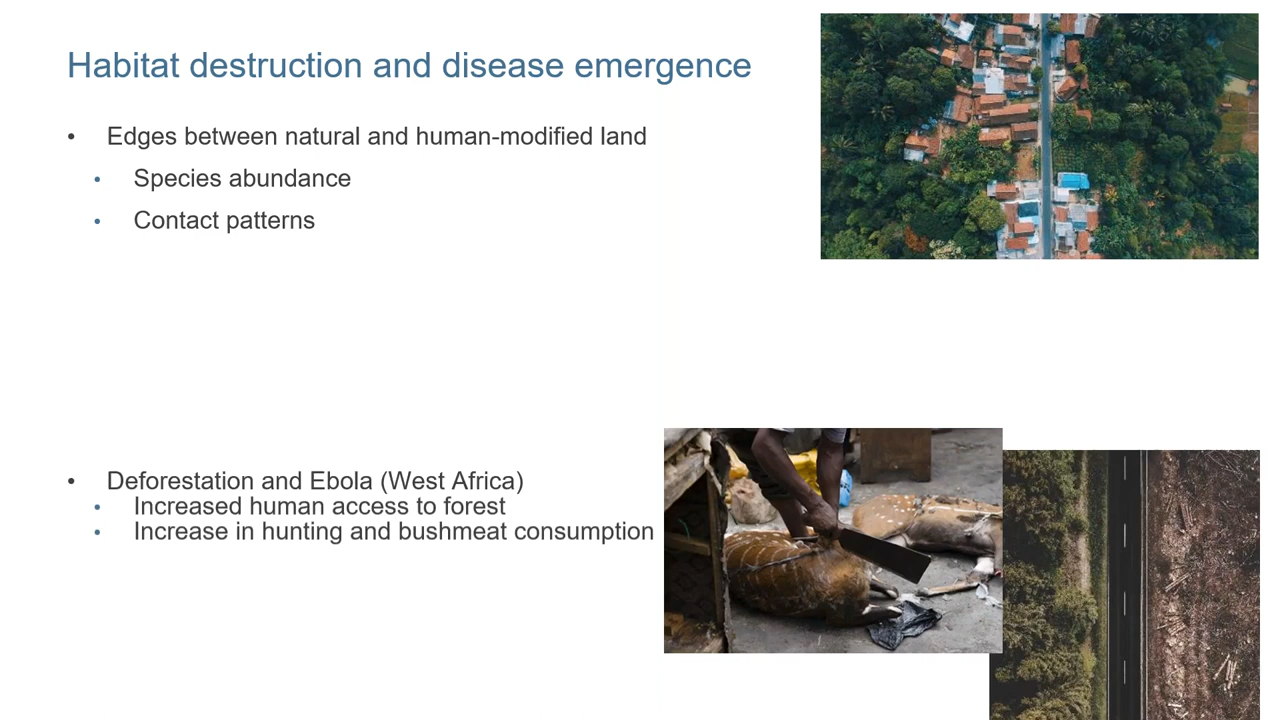 Habitat destruction and disease emergence
• Edges between natural and human-modified land
• Species abundance
• Contact patterns
• Deforestation and Ebola (West Africa)
• Increased human access to forest
• Increase in hunting and bushmeat consumption